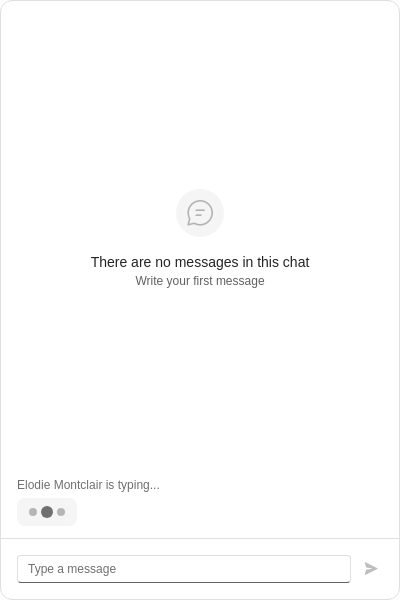 There are no messages in this chat
Write your first message
Elodie Montclair is typing...
Type a message